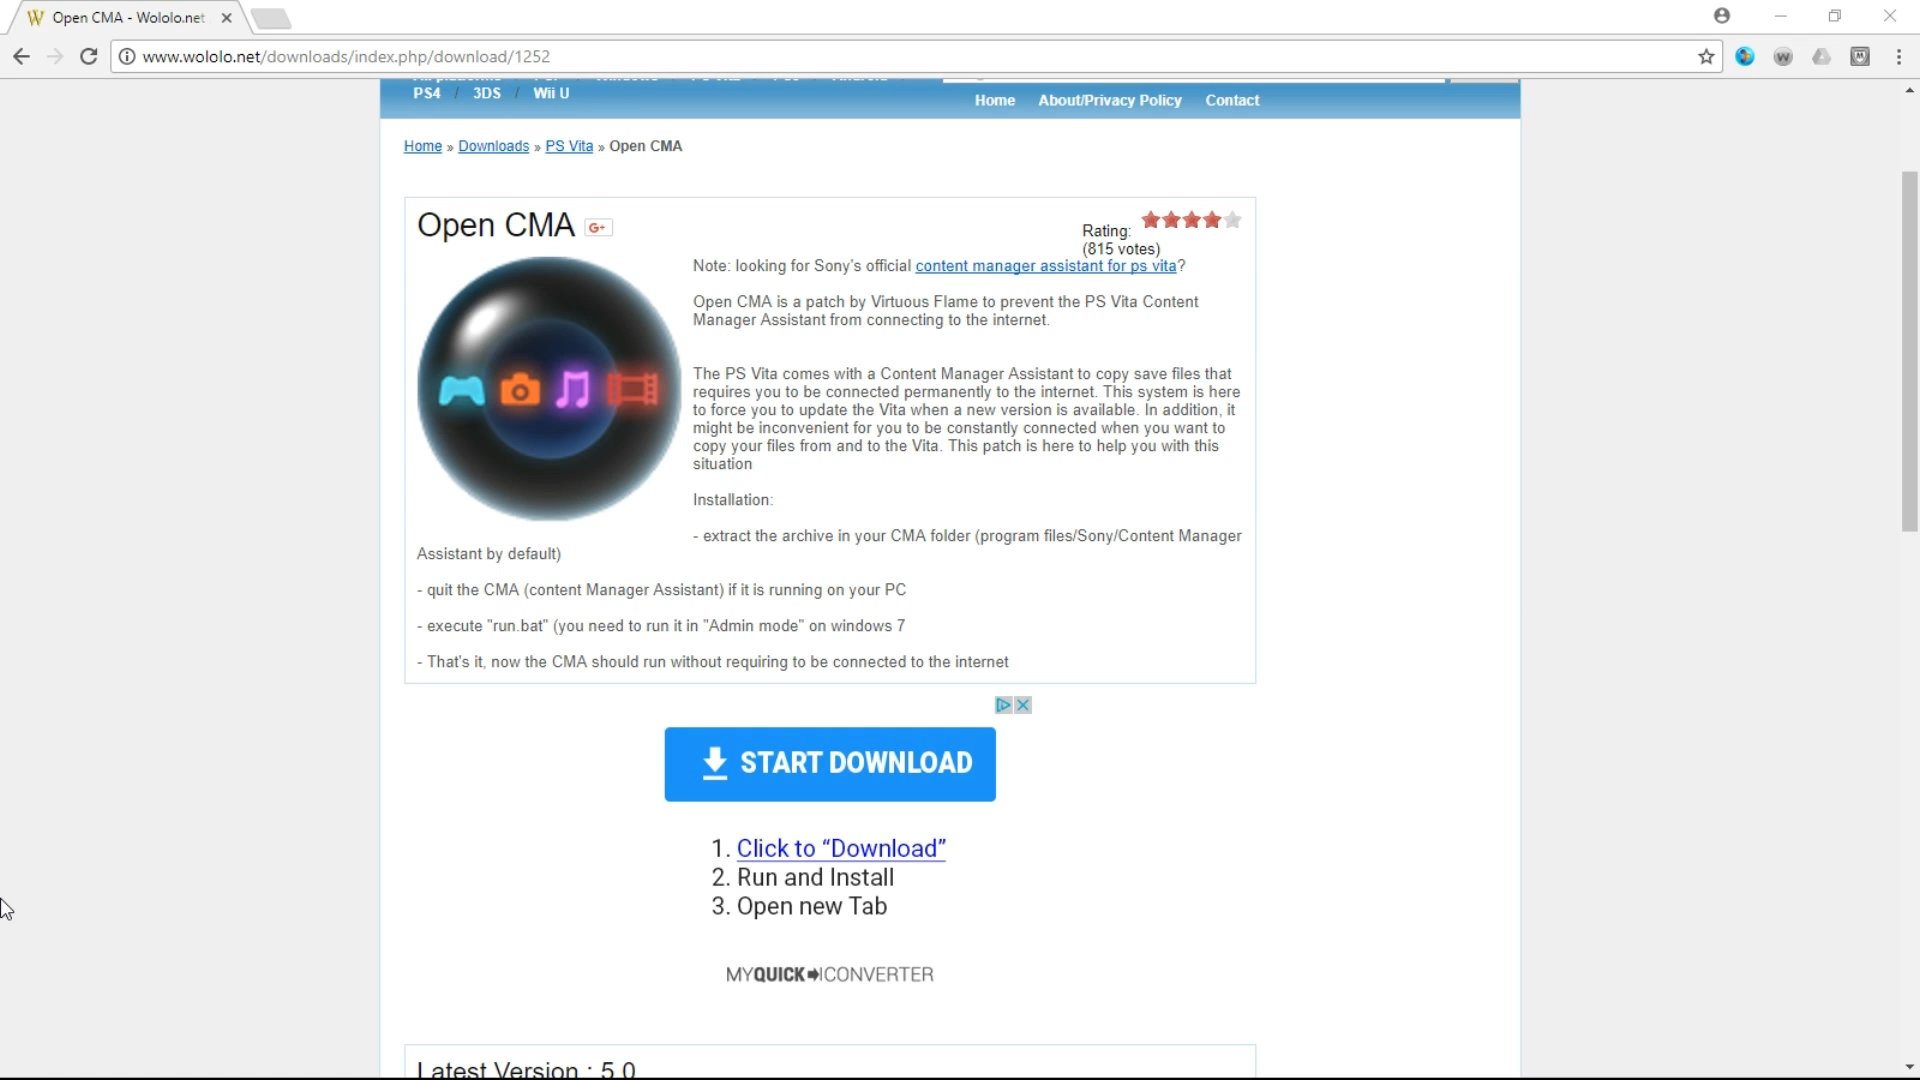 Open CMA - Wololo.net
www.wololo.net/downloads/index.php/download/1252
PS4 / 3DS / Wii U
Home About/Privacy Policy Contact
Home » Downloads » PS Vita » Open CMA
Open CMA G+
Rating:
(815 votes)
Note: looking for Sony's official content manager assistant for ps vita?
Open CMA is a patch by Virtuous Flame to prevent the PS Vita Content
Manager Assistant from connecting to the internet.
The PS Vita comes with a Content Manager Assistant to copy save files that
requires you to be connected permanently to the internet. This system is here
to force you to update the Vita when a new version is available. In addition, it
might be inconvenient for you to be constantly connected when you want to
copy your files from and to the Vita. This patch is here to help you with this
situation
Installation:
- extract the archive in your CMA folder (program files/Sony/Content Manager
Assistant by default)
- quit the CMA (content Manager Assistant) if it is running on your PC
- execute "run.bat" (you need to run it in "Admin mode" on windows 7
- That's it, now the CMA should run without requiring to be connected to the internet
START DOWNLOAD
1. Click to “Download”
2. Run and Install
3. Open new Tab
MYQUICKCONVERTER
Latest Version : 5.0